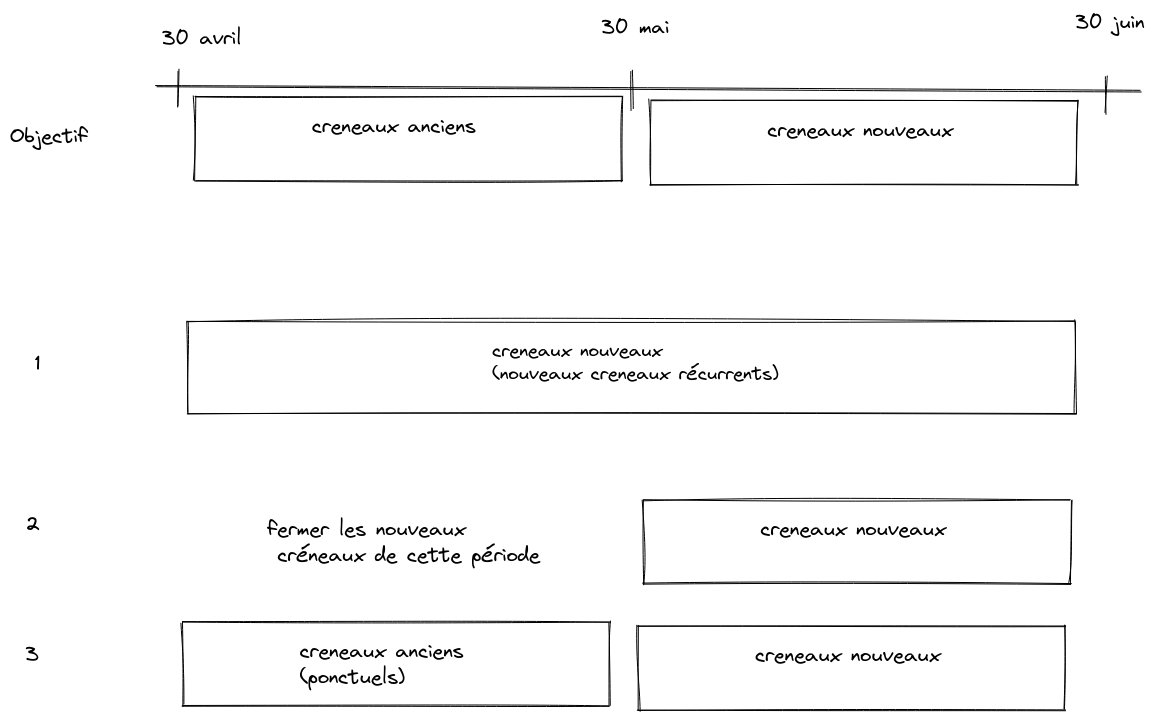 30 avril
30 mai
30 juin
Objectif
creneaux anciens
creneaux nouveaux
1
creneaux nouveaux
(nouveaux creneaux récurrents)
2
fermer les nouveaux
créneaux de cette période
creneaux nouveaux
3
creneaux anciens
(ponctuels)
creneaux nouveaux